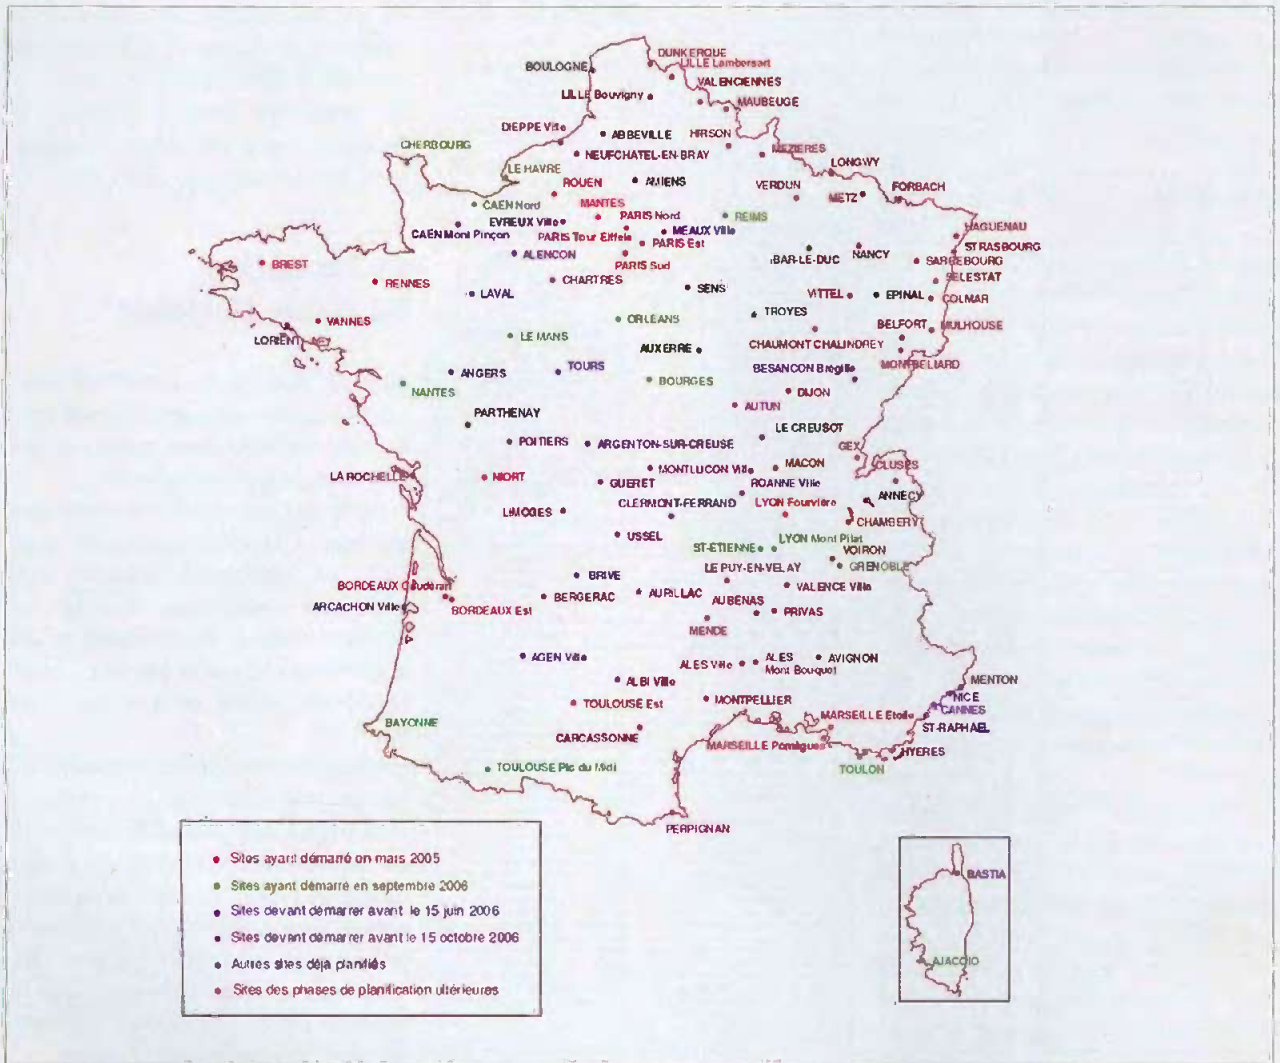 DUNKERQUE
LILLE Lambersart
BOULOGNE
VALENCIENNES
LILLE Bouvigny
MAUBEUGE
DIEPPE Ville
ABBEVILLE
HIRSON
CHERBOURG
NEUFCHATEL-EN-BRAY
MEZIERES
LE HAVRE
LONGWY
ROUEN
AMIENS
VERDUN
FORBACH
CAEN Nord
MANTES
METZ
EVREUX Ville
PARIS Nord
REIMS
CAEN Mont Pinçon
PARIS Tour Eiffele
MEAUX Ville
HAGUENAU
PARIS Est
STRASBOURG
ALENCON
BAR-LE-DUC
NANCY
BREST
PARIS Sud
SARREBOURG
RENNES
CHARTRES
SELESTAT
LAVAL
SENS
VITTEL
EPINAL
COLMAR
VANNES
ORLEANS
TROYES
BELFORT
MULHOUSE
LORIENT
LE MANS
AUXERRE
CHAUMONT CHALINDREY
MONTBELIARD
ANGERS
TOURS
BESANCON Bregille
NANTES
BOURGES
DIJON
AUTUN
PARTHENAY
LE CREUSOT
POITIERS
ARGENTON-SUR-CREUSE
GEX
LA ROCHELLE
NIORT
MONTLUCON Ville
MACON
CLUSES
GUERET
ROANNE Ville
ANNECY
LIMOGES
CLERMONT-FERRAND
LYON Fourvière
CHAMBERY
USSEL
LYON Mont Pilat
ST-ETIENNE
VOIRON
LE PUY-EN-VELAY
GRENOBLE
BRIVE
BORDEAUX Caudéran
BERGERAC
AURILLAC
AUBENAS
VALENCE Ville
ARCACHON Ville
BORDEAUX Est
PRIVAS
MENDE
AGEN Ville
ALES Ville
ALES
Mont Bouquet
AVIGNON
ALBI Ville
MENTON
TOULOUSE Est
MONTPELLIER
NICE
CANNES
BAYONNE
MARSEILLE Etoile
ST-RAPHAEL
CARCASSONNE
MARSEILLE Pomègues
HYERES
TOULOUSE Pic du Midi
TOULON
PERPIGNAN
Sites ayant démarré en mars 2005
Sites ayant démarré en septembre 2006
Sites devant démarrer avant le 15 juin 2006
Sites devant démarrer avant le 15 octobre 2006
Autres sites déja planifiés
Sites des phases de planification ultérieures
BASTIA
AJACCIO